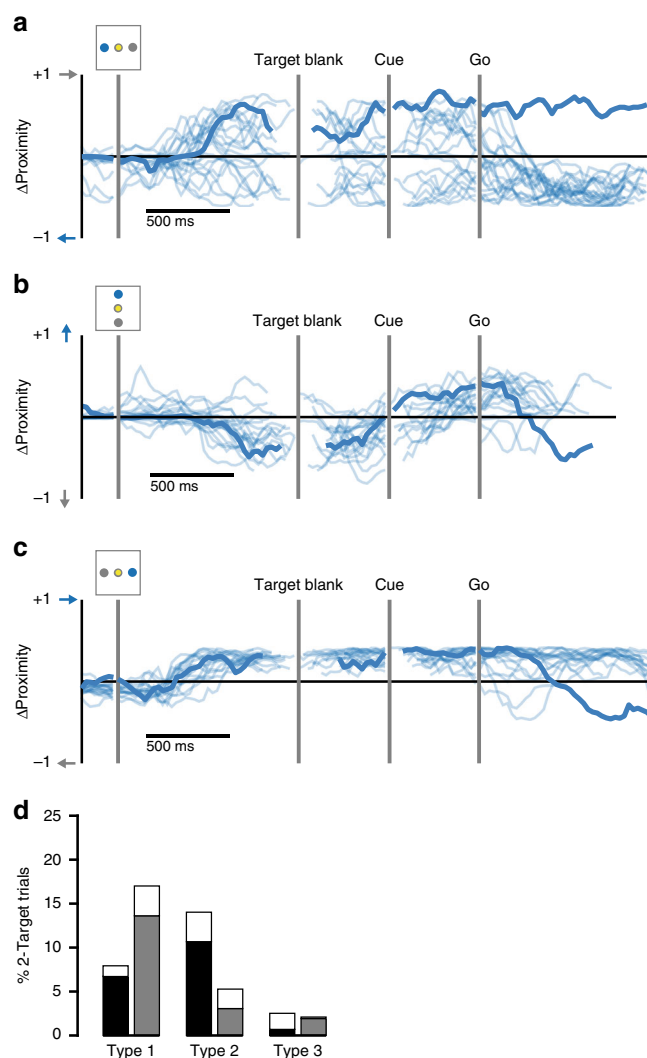 a
Target blank
Cue
Go
+1
ΔProximity
500 ms
–1
b
Target blank
Cue
Go
+1
ΔProximity
500 ms
–1
c
Target blank
Cue
Go
+1
ΔProximity
500 ms
–1
d
% 2-Target trials
25
20
15
10
5
0
Type 1
Type 2
Type 3